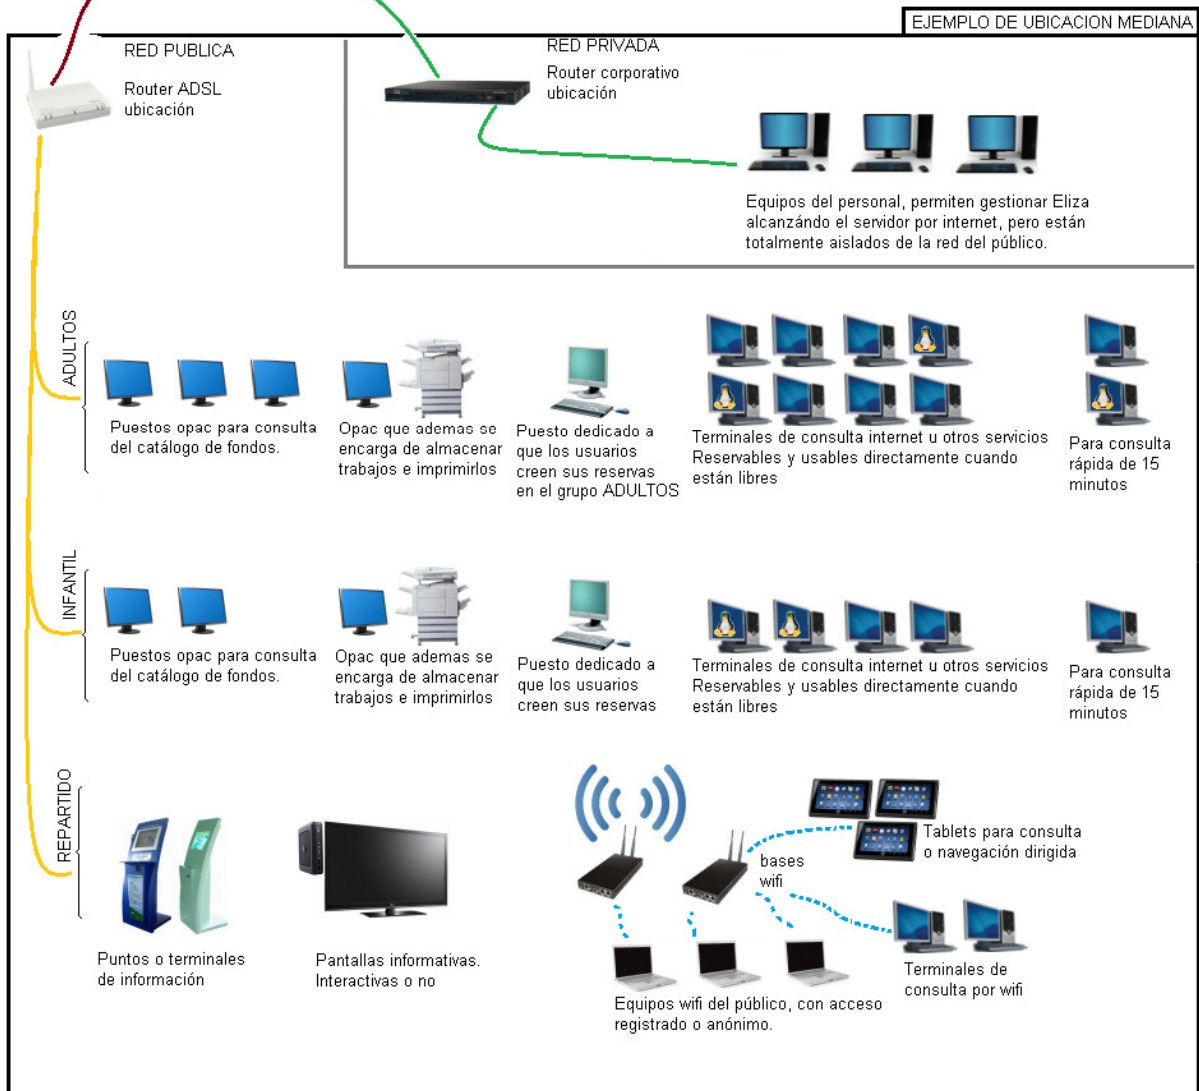 EJEMPLO DE UBICACION MEDIANA
RED PUBLICA
Router ADSL
ubicación
RED PRIVADA
Router corporativo
ubicación
Equipos del personal, permiten gestionar Eliza
alcanzándo el servidor por internet, pero están
totalmente aislados de la red del público.
ADULTOS
Puestos opac para consulta
del catálogo de fondos.
Opac que ademas se
encarga de almacenar
trabajos e imprimirlos
Puesto dedicado a
que los usuarios
creen sus reservas
en el grupo ADULTOS
Terminales de consulta internet u otros servicios
Reservables y usables directamente cuando
están libres
Para consulta
rápida de 15
minutos
INFANTIL
Puestos opac para consulta
del catálogo de fondos.
Opac que ademas se
encarga de almacenar
trabajos e imprimirlos
Puesto dedicado a
que los usuarios
creen sus reservas
Terminales de consulta internet u otros servicios
Reservables y usables directamente cuando
están libres
Para consulta
rápida de 15
minutos
REPARTIDO
Puntos o terminales
de información
Pantallas informativas.
Interactivas o no
bases
wifi
Tablets para consulta
o navegación dirigida
Equipos wifi del público, con acceso
registrado o anónimo.
Terminales de
consulta por wifi